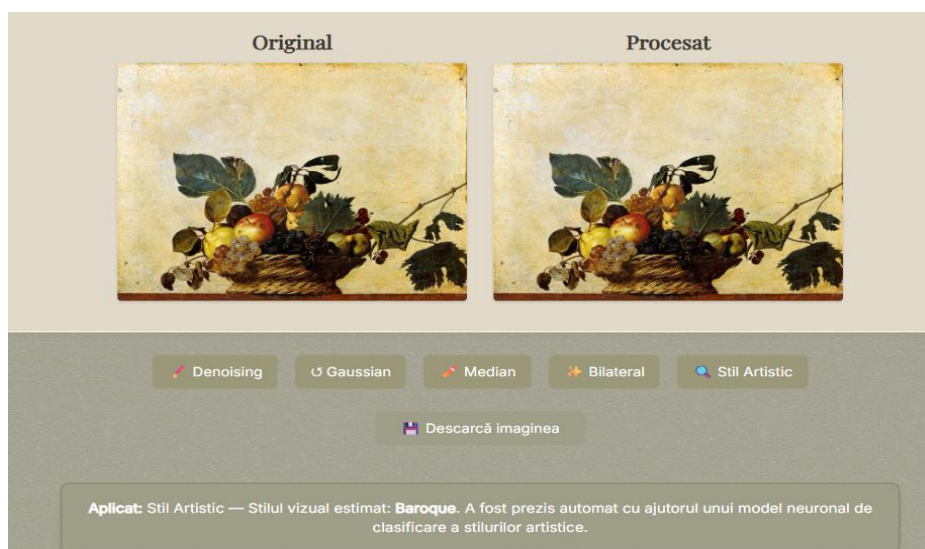 Original
Procesat
Denoising
↺ Gaussian
Median
Bilateral
Stil Artistic
Descarcă imaginea
Aplicat: Stil Artistic — Stilul vizual estimat: Baroque. A fost prezis automat cu ajutorul unui model neuronal de
clasificare a stilurilor artistice.